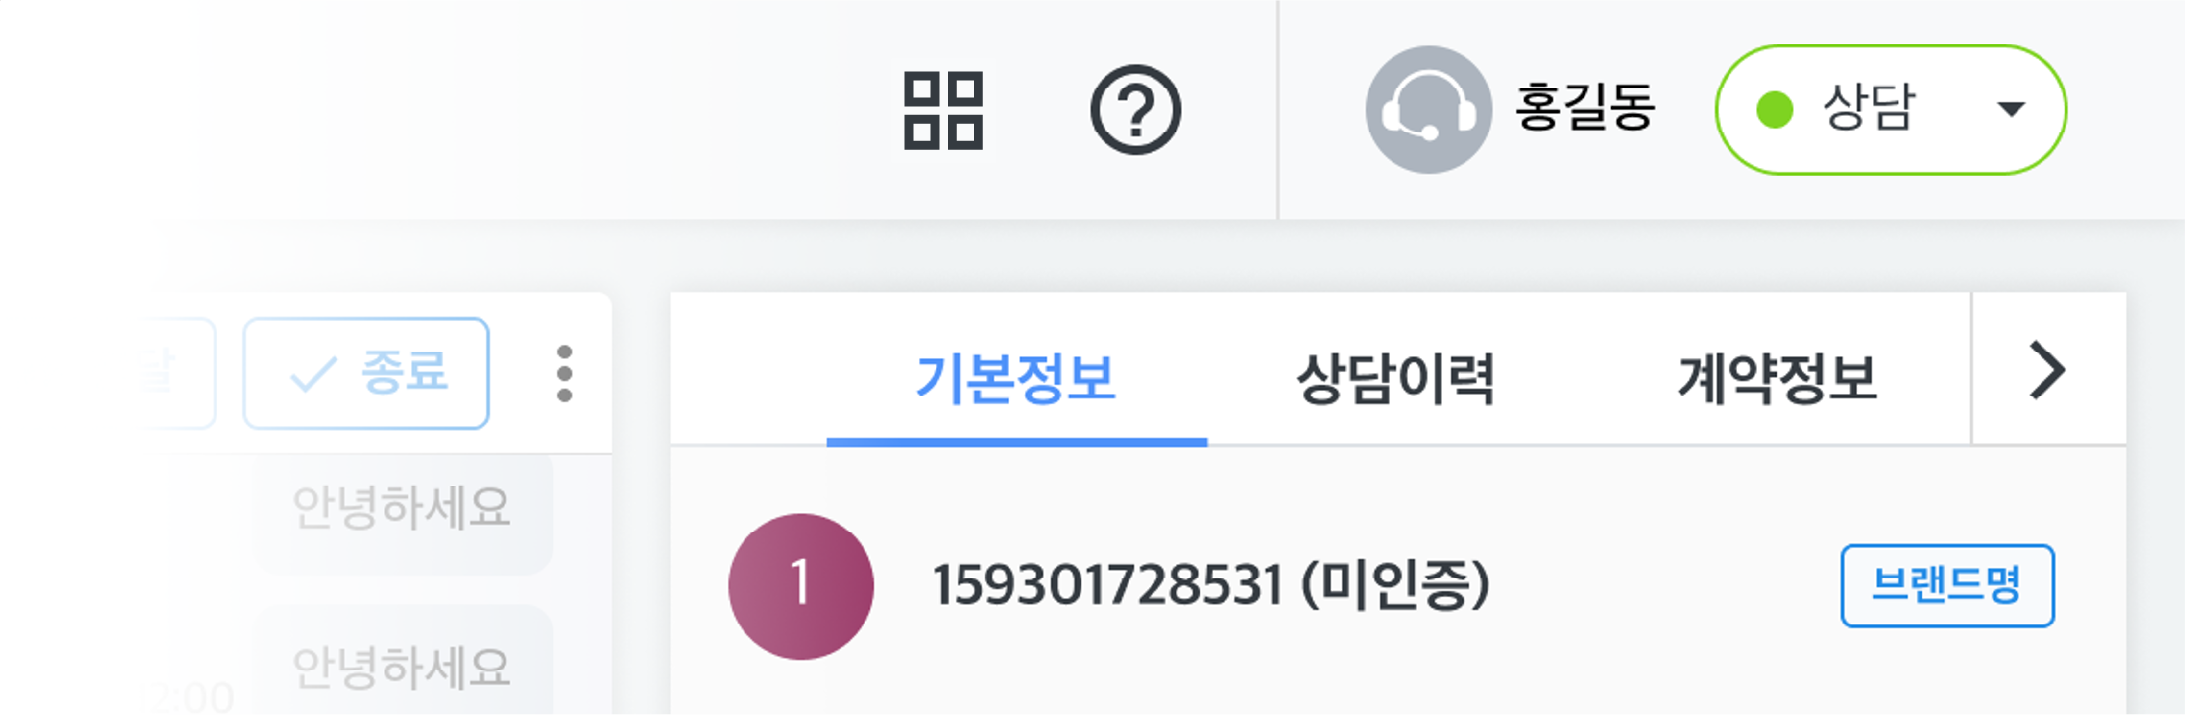 홍길동
상담
종료
기본정보
상담이력
계약정보
안녕하세요
1
159301728531 (미인증)
브랜드명
안녕하세요
2:00